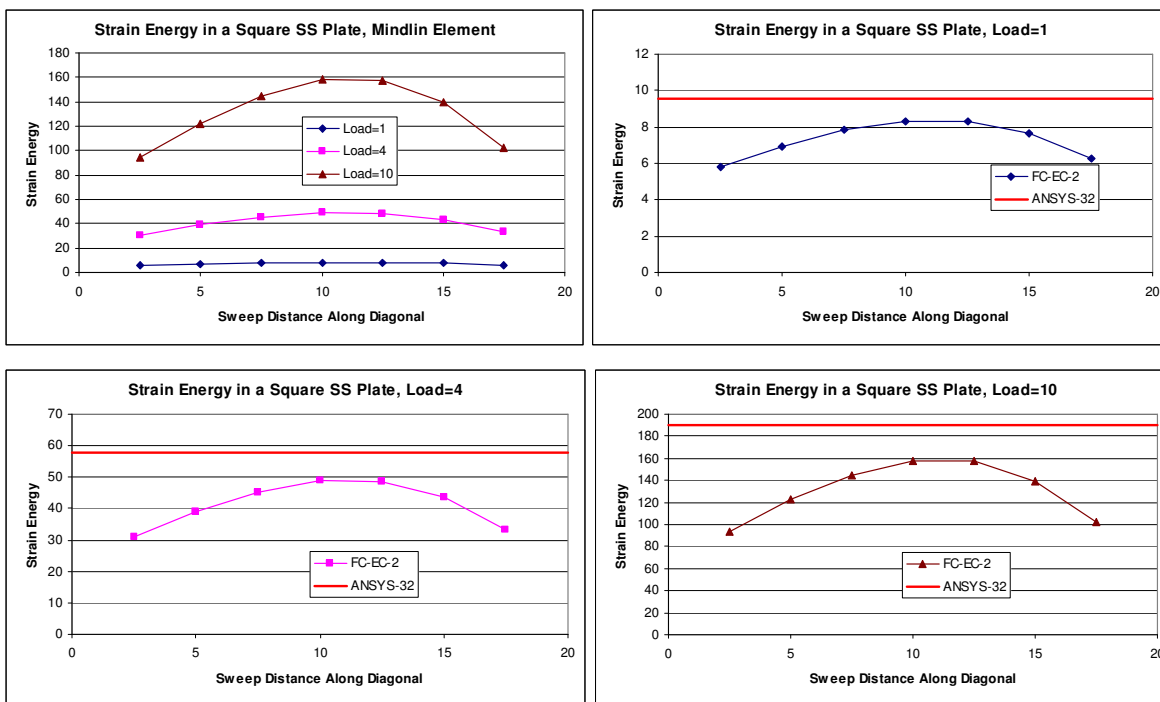 Strain Energy in a Square SS Plate, Mindlin Element
180
160
140
120
100
80
60
40
20
0
Strain Energy
Load=1
Load=4
Load=10
0 5 10 15 20
Sweep Distance Along Diagonal
Strain Energy in a Square SS Plate, Load=1
12
10
8
6
4
2
0
Strain Energy
FC-EC-2
ANSYS-32
0 5 10 15 20
Sweep Distance Along Diagonal
Strain Energy in a Square SS Plate, Load=4
70
60
50
40
30
20
10
0
Strain Energy
FC-EC-2
ANSYS-32
0 5 10 15 20
Sweep Distance Along Diagonal
Strain Energy in a Square SS Plate, Load=10
200
180
160
140
120
100
80
60
40
20
0
Strain Energy
FC-EC-2
ANSYS-32
0 5 10 15 20
Sweep Distance Along Diagonal